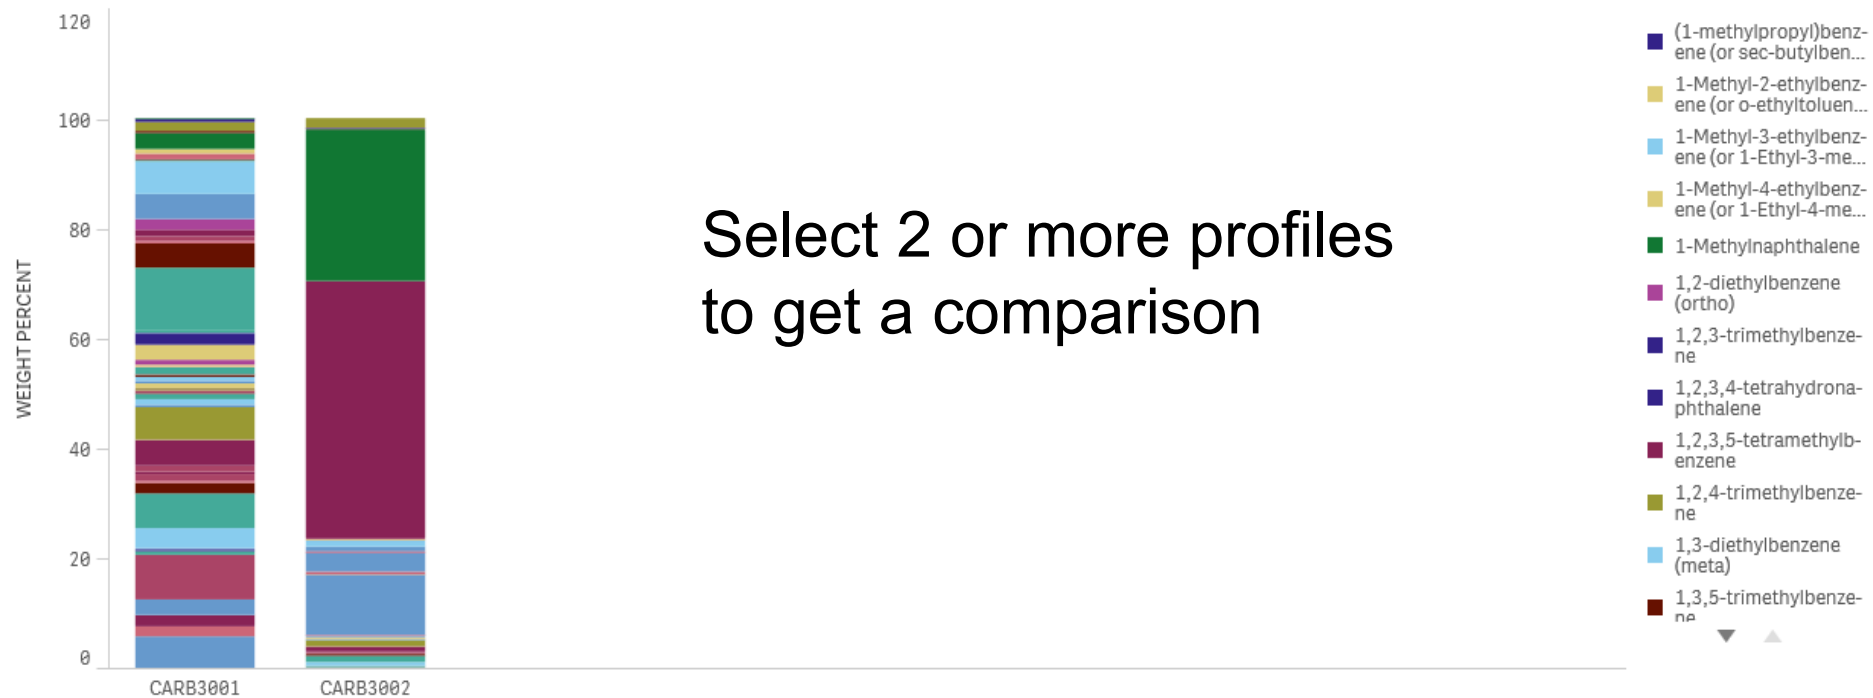 120
100
80
60
40
20
0
WEIGHT PERCENT
CARB3001
CARB3002
Select 2 or more profiles
to get a comparison
(1-methylpropyl)benz-
ene (or sec-butylben...
1-Methyl-2-ethylbenz-
ene (or o-ethyltoluen...
1-Methyl-3-ethylbenz-
ene (or 1-Ethyl-3-me...
1-Methyl-4-ethylbenz-
ene (or 1-Ethyl-4-me...
1-Methylnaphthalene
1,2-diethylbenzene
(ortho)
1,2,3-trimethylbenze-
ne
1,2,3,4-tetrahydrona-
phthalene
1,2,3,5-tetramethylb-
enzene
1,2,4-trimethylbenze-
ne
1,3-diethylbenzene
(meta)
1,3,5-trimethylbenze-
ne